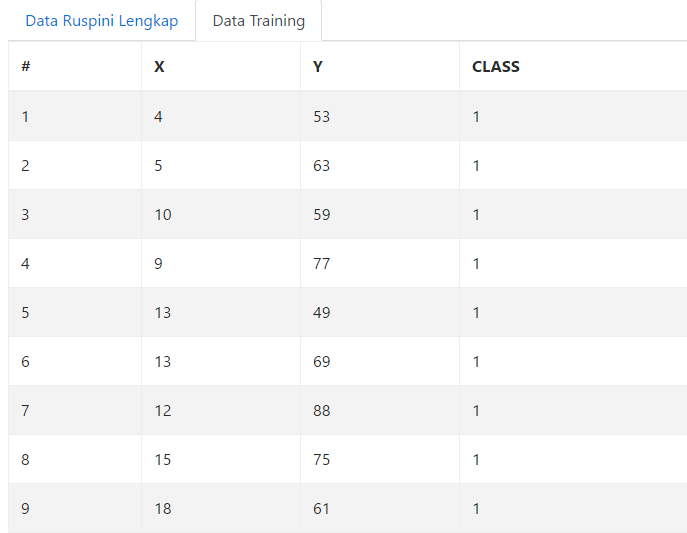 Data Ruspini Lengkap Data Training
# X Y CLASS
1 4 53 1
2 5 63 1
3 10 59 1
4 9 77 1
5 13 49 1
6 13 69 1
7 12 88 1
8 15 75 1
9 18 61 1